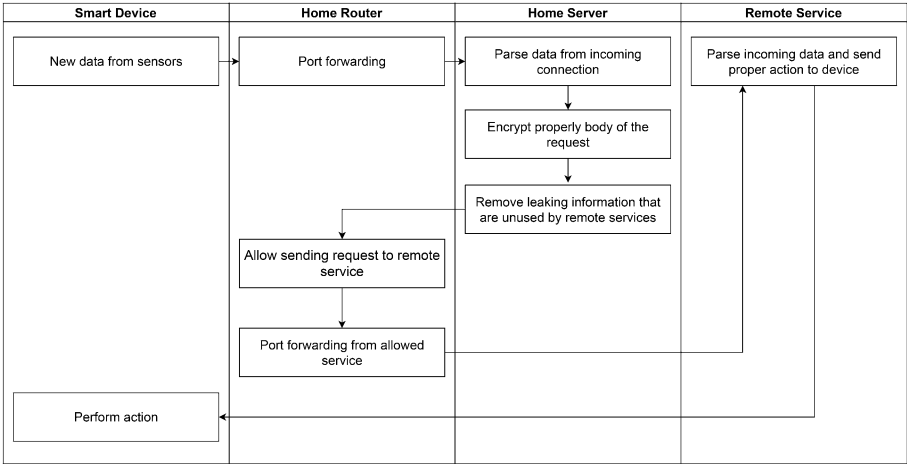 Smart Device
Home Router
Home Server
Remote Service
New data from sensors
Port forwarding
Parse data from incoming
connection
Parse incoming data and send
proper action to device
Encrypt properly body of the
request
Remove leaking information that
are unused by remote services
Allow sending request to remote
service
Port forwarding from allowed
service
Perform action